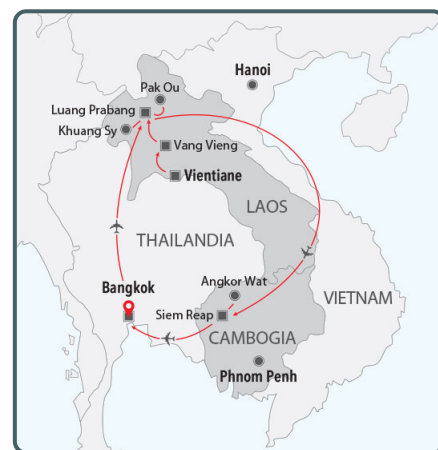 Hanoi
Pak Ou
Luang Prabang
Khuang Sy
Vang Vieng
Vientiane
LAOS
THAILANDIA
Angkor Wat
Bangkok
VIETNAM
Siem Reap
CAMBOGIA
Phnom Penh